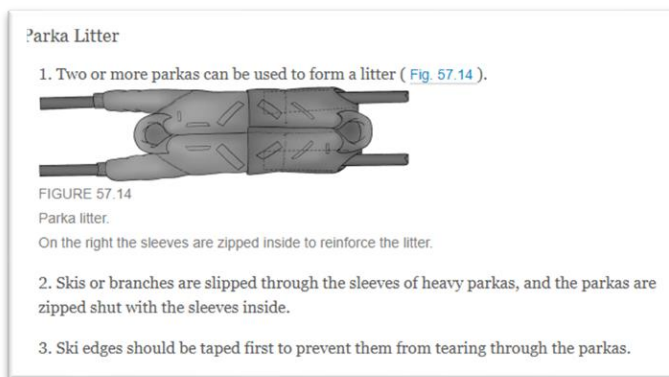 Parka Litter
1. Two or more parkas can be used to form a litter ( Fig. 57.14 ).
FIGURE 57.14
Parka litter.
On the right the sleeves are zipped inside to reinforce the litter.
2. Skis or branches are slipped through the sleeves of heavy parkas, and the parkas are
zipped shut with the sleeves inside.
3. Ski edges should be taped first to prevent them from tearing through the parkas.